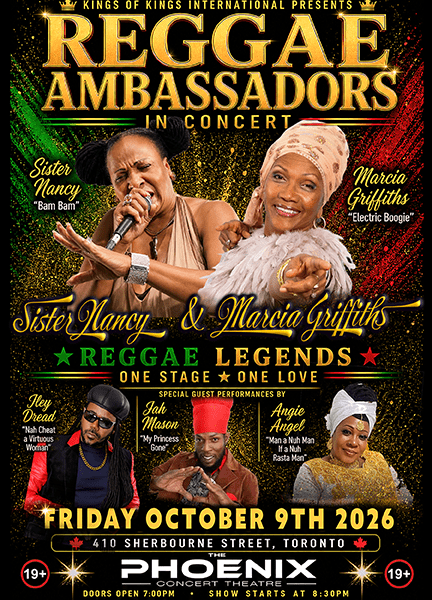 KINGS OF KINGS INTERNATIONAL PRESENTS
REGGAE
AMBASSADORS
IN CONCERT
Sister
Nancy
"Bam Bam"
Marcia
Griffiths
"Electric Boogie"
Sister Nancy & Marcia Griffiths
REGGAE LEGENDS
ONE STAGE ★ ONE LOVE
SPECIAL GUEST PERFORMANCES BY
Iley
Dread
"Nah Cheat
a Virtuous
Woman"
Jah
Mason
"My Princess
Gone"
Angie
Angel
"Man a Nuh Man
If a Nuh
Rasta Man"
FRIDAY OCTOBER 9TH 2026
410 SHERBOURNE STREET, TORONTO
19+
THE
PHOENIX
CONCERT THEATRE
19+
DOORS OPEN 7:00PM • SHOW STARTS AT 8:30PM